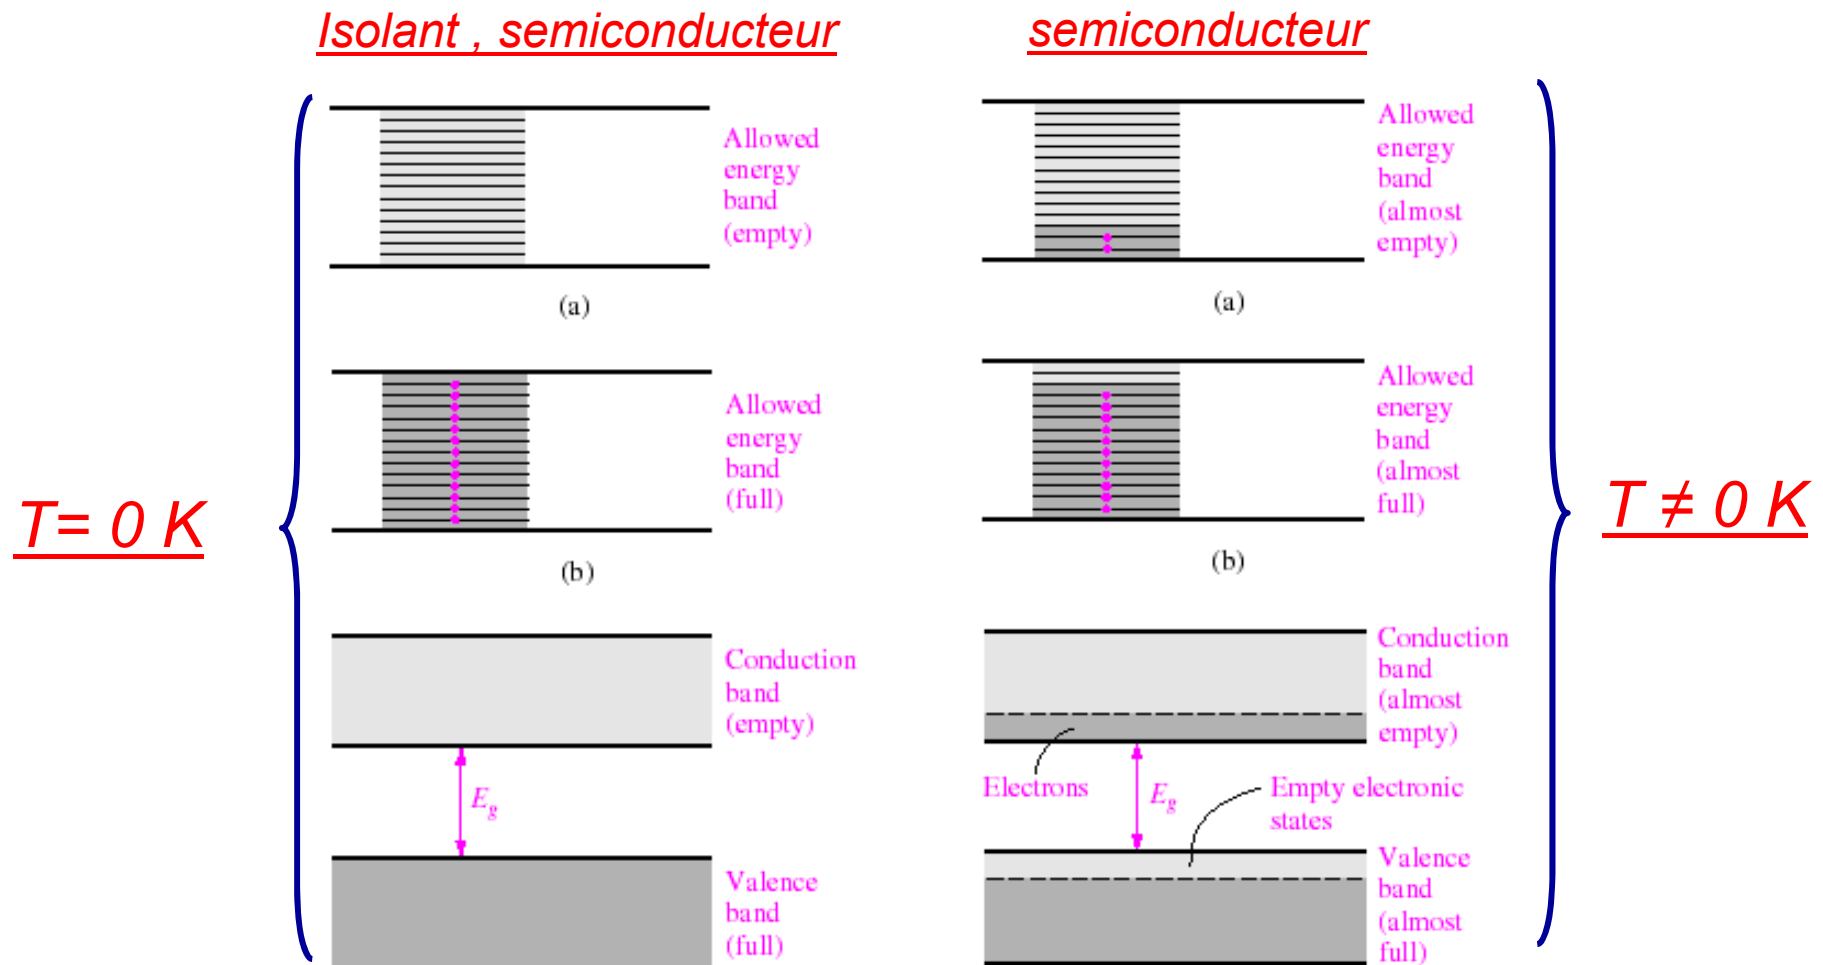 Isolant , semiconducteur
semiconducteur
T= 0 K
Allowed
energy
band
(empty)
(a)
Allowed
energy
band
(full)
(b)
Conduction
band
(empty)
Eg
Valence
band
(full)
Allowed
energy
band
(almost
empty)
(a)
Allowed
energy
band
(almost
full)
(b)
Conduction
band
(almost
empty)
Electrons
Eg
Empty electronic
states
Valence
band
(almost
full)
T ≠ 0 K